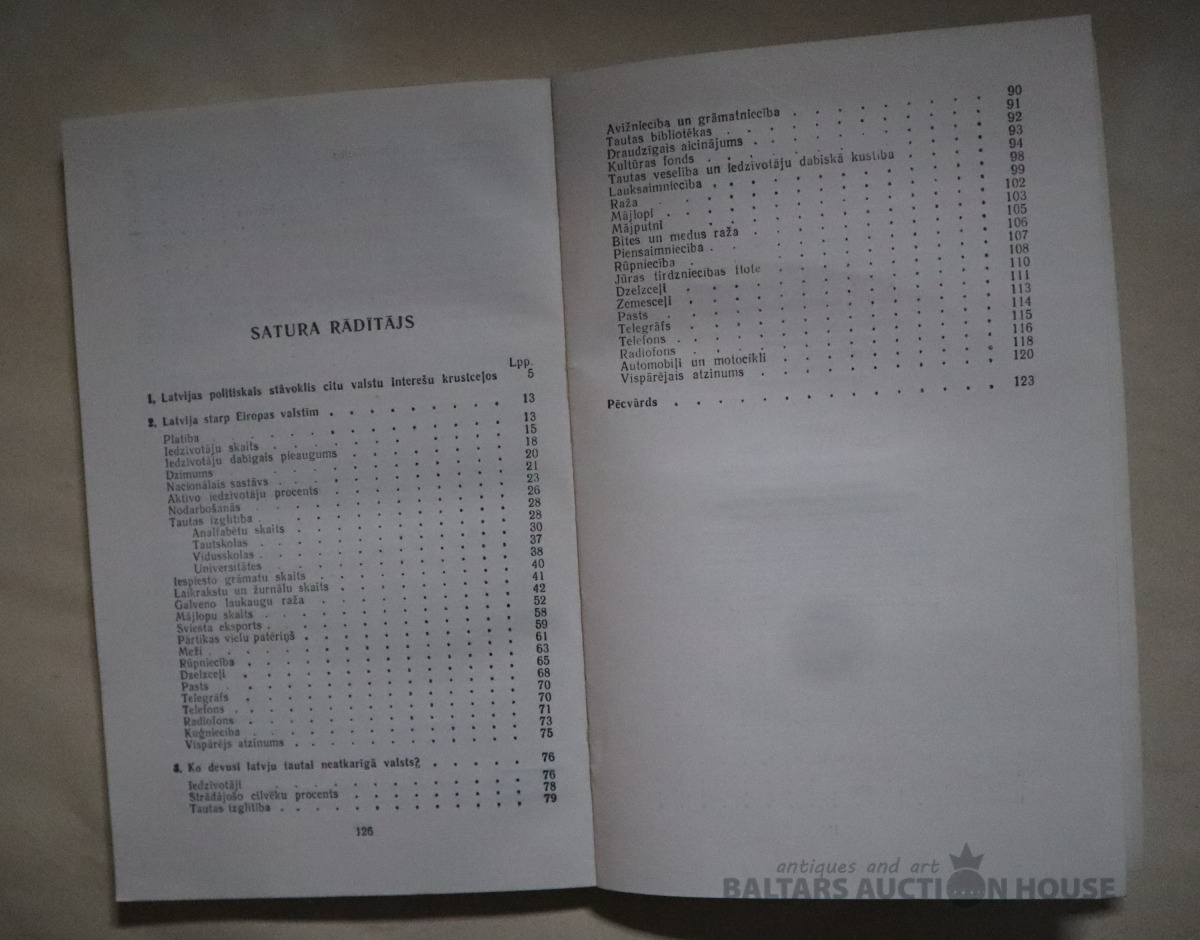 SATURA RĀDĪTĀJS
Lpp.
1. Latvijas politiskais stāvoklis citu valstu interešu krustceļos 5
2. Latvija starp Eiropas valstīm . . . . . . . . 13
Platība . . . . . . . . . . . . 13
Iedzīvotāju skaits . . . . . . . . . . 15
Iedzīvotāju dabīgais pieaugums . . . . . . . 18
Dzimums . . . . . . . . . . . . 20
Nacionālais sastāvs . . . . . . . . . . 21
Aktīvo iedzīvotāju procents . . . . . . . . 23
Nodarbošanās . . . . . . . . . . . 26
Tautas izglītība . . . . . . . . . . . 28
Analfabētu skaits . . . . . . . . . 28
Tautskolas . . . . . . . . . . . 30
Vidusskolas . . . . . . . . . . . 37
Universitātes . . . . . . . . . . 38
Iespiesto grāmatu skaits . . . . . . . . . 40
Laikrakstu un žurnālu skaits . . . . . . . . 41
Galveno laukaugu raža . . . . . . . . . 42
Mājlopu skaits . . . . . . . . . . . 52
Sviesta eksports . . . . . . . . . . . 58
Pārtikas vielu patēriņš . . . . . . . . . 59
Meži . . . . . . . . . . . . . 61
Rūpniecība . . . . . . . . . . . . 63
Dzelzceļi . . . . . . . . . . . . 65
Pasts . . . . . . . . . . . . . 68
Telegrāfs . . . . . . . . . . . . 70
Telefons . . . . . . . . . . . . 70
Radiofons . . . . . . . . . . . . 71
Kuģniecība . . . . . . . . . . . . 73
Vispārējs atzinums . . . . . . . . . . 75
3. Ko devusi latvju tautai neatkarīgā valsts? . . . . . 76
Iedzīvotāji . . . . . . . . . . . . 76
Strādājošo cilvēku procents . . . . . . . . 78
Tautas izglītība . . . . . . . . . . . 79
126
Avīžniecība un grāmatniecība . . . . . . . . 90
Tautas bibliotēkas . . . . . . . . . . 91
Draudzīgais aicinājums . . . . . . . . . 92
Kultūras fonds . . . . . . . . . . . 93
Tautas veselība un iedzīvotāju dabiskā kustība . . . 94
Lauksaimniecība . . . . . . . . . . . 98
Raža . . . . . . . . . . . . . 99
Mājlopi . . . . . . . . . . . . 102
Mājputni . . . . . . . . . . . . 103
Bites un medus raža . . . . . . . . . 105
Piensaimniecība . . . . . . . . . . . 106
Rūpniecība . . . . . . . . . . . . 107
Jūras tirdzniecības flote . . . . . . . . . 108
Dzelzceļi . . . . . . . . . . . . 110
Zemesceļi . . . . . . . . . . . . 111
Pasts . . . . . . . . . . . . . 113
Telegrāfs . . . . . . . . . . . . 114
Telefons . . . . . . . . . . . . 115
Radiofons . . . . . . . . . . . . 116
Automobiļi un motocikli . . . . . . . . . 118
Vispārējais atzinums . . . . . . . . . . 120
Pēcvārds . . . . . . . . . . . . . 123
antiques and art
BALTARS AUCTION HOUSE